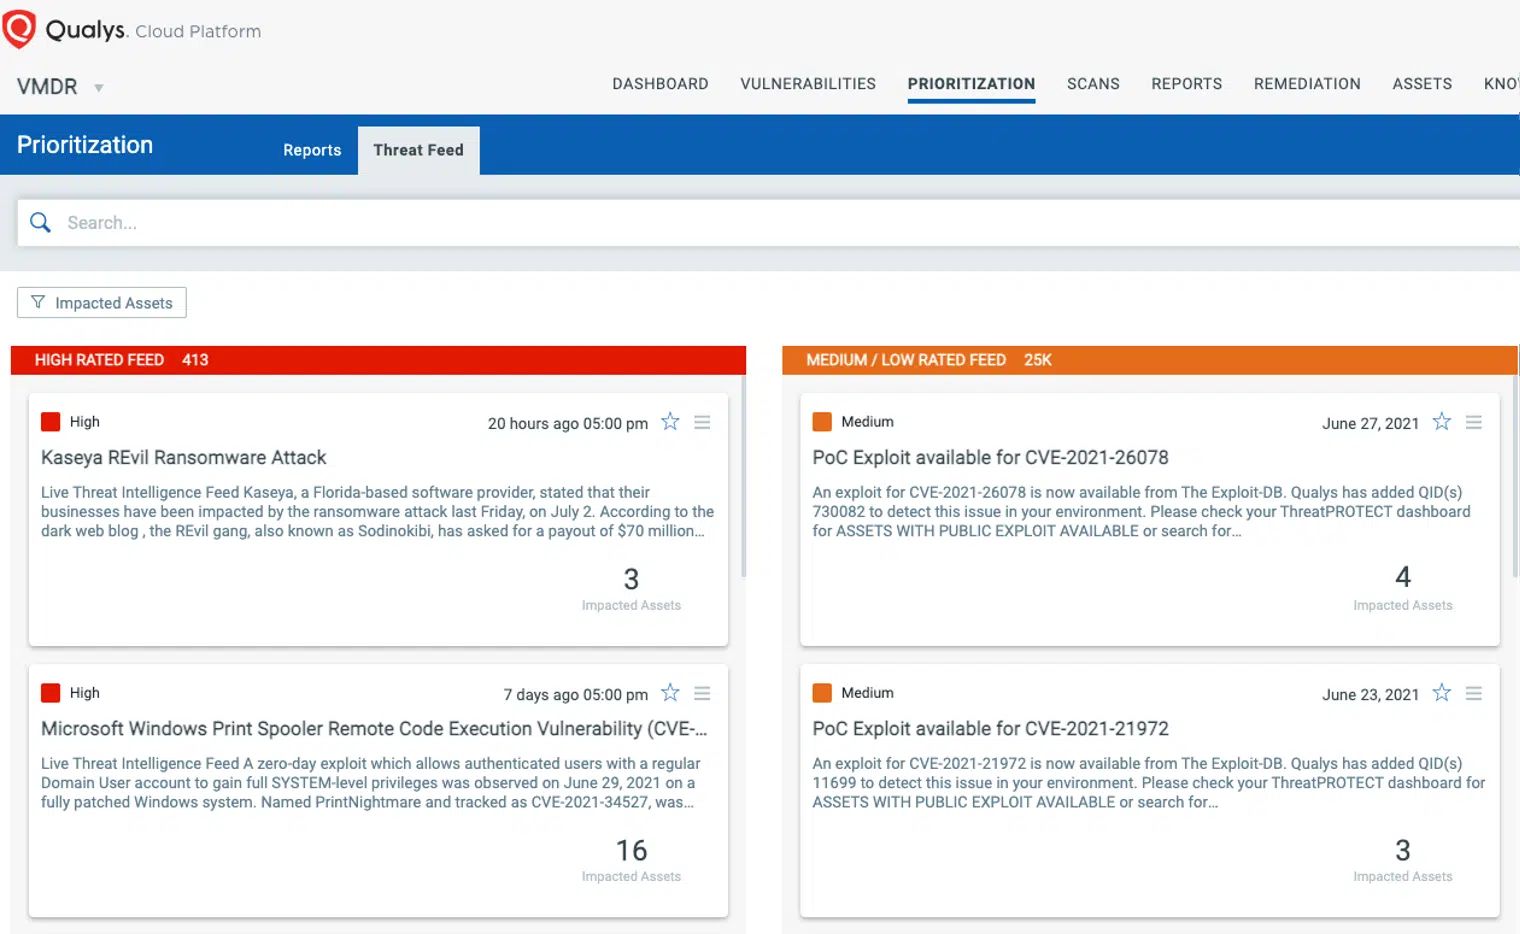 Qualys. Cloud Platform
VMDR
DASHBOARD VULNERABILITIES PRIORITIZATION SCANS REPORTS REMEDIATION ASSETS KNO
Prioritization
Reports
Threat Feed
Search...
Impacted Assets
HIGH RATED FEED 413
High
20 hours ago 05:00 pm
Kaseya REvil Ransomware Attack
Live Threat Intelligence Feed Kaseya, a Florida-based software provider, stated that their
businesses have been impacted by the ransomware attack last Friday, on July 2. According to the
dark web blog , the REvil gang, also known as Sodinokibi, has asked for a payout of $70 million...
3
Impacted Assets
High
7 days ago 05:00 pm
Microsoft Windows Print Spooler Remote Code Execution Vulnerability (CVE-...
Live Threat Intelligence Feed A zero-day exploit which allows authenticated users with a regular
Domain User account to gain full SYSTEM-level privileges was observed on June 29, 2021 on a
fully patched Windows system. Named PrintNightmare and tracked as CVE-2021-34527, was...
16
Impacted Assets
MEDIUM / LOW RATED FEED 25K
Medium
June 27, 2021
PoC Exploit available for CVE-2021-26078
An exploit for CVE-2021-26078 is now available from The Exploit-DB. Qualys has added QID(s)
730082 to detect this issue in your environment. Please check your ThreatPROTECT dashboard
for ASSETS WITH PUBLIC EXPLOIT AVAILABLE or search for...
4
Impacted Assets
Medium
June 23, 2021
PoC Exploit available for CVE-2021-21972
An exploit for CVE-2021-21972 is now available from The Exploit-DB. Qualys has added QID(s)
11699 to detect this issue in your environment. Please check your ThreatPROTECT dashboard for
ASSETS WITH PUBLIC EXPLOIT AVAILABLE or search for...
3
Impacted Assets